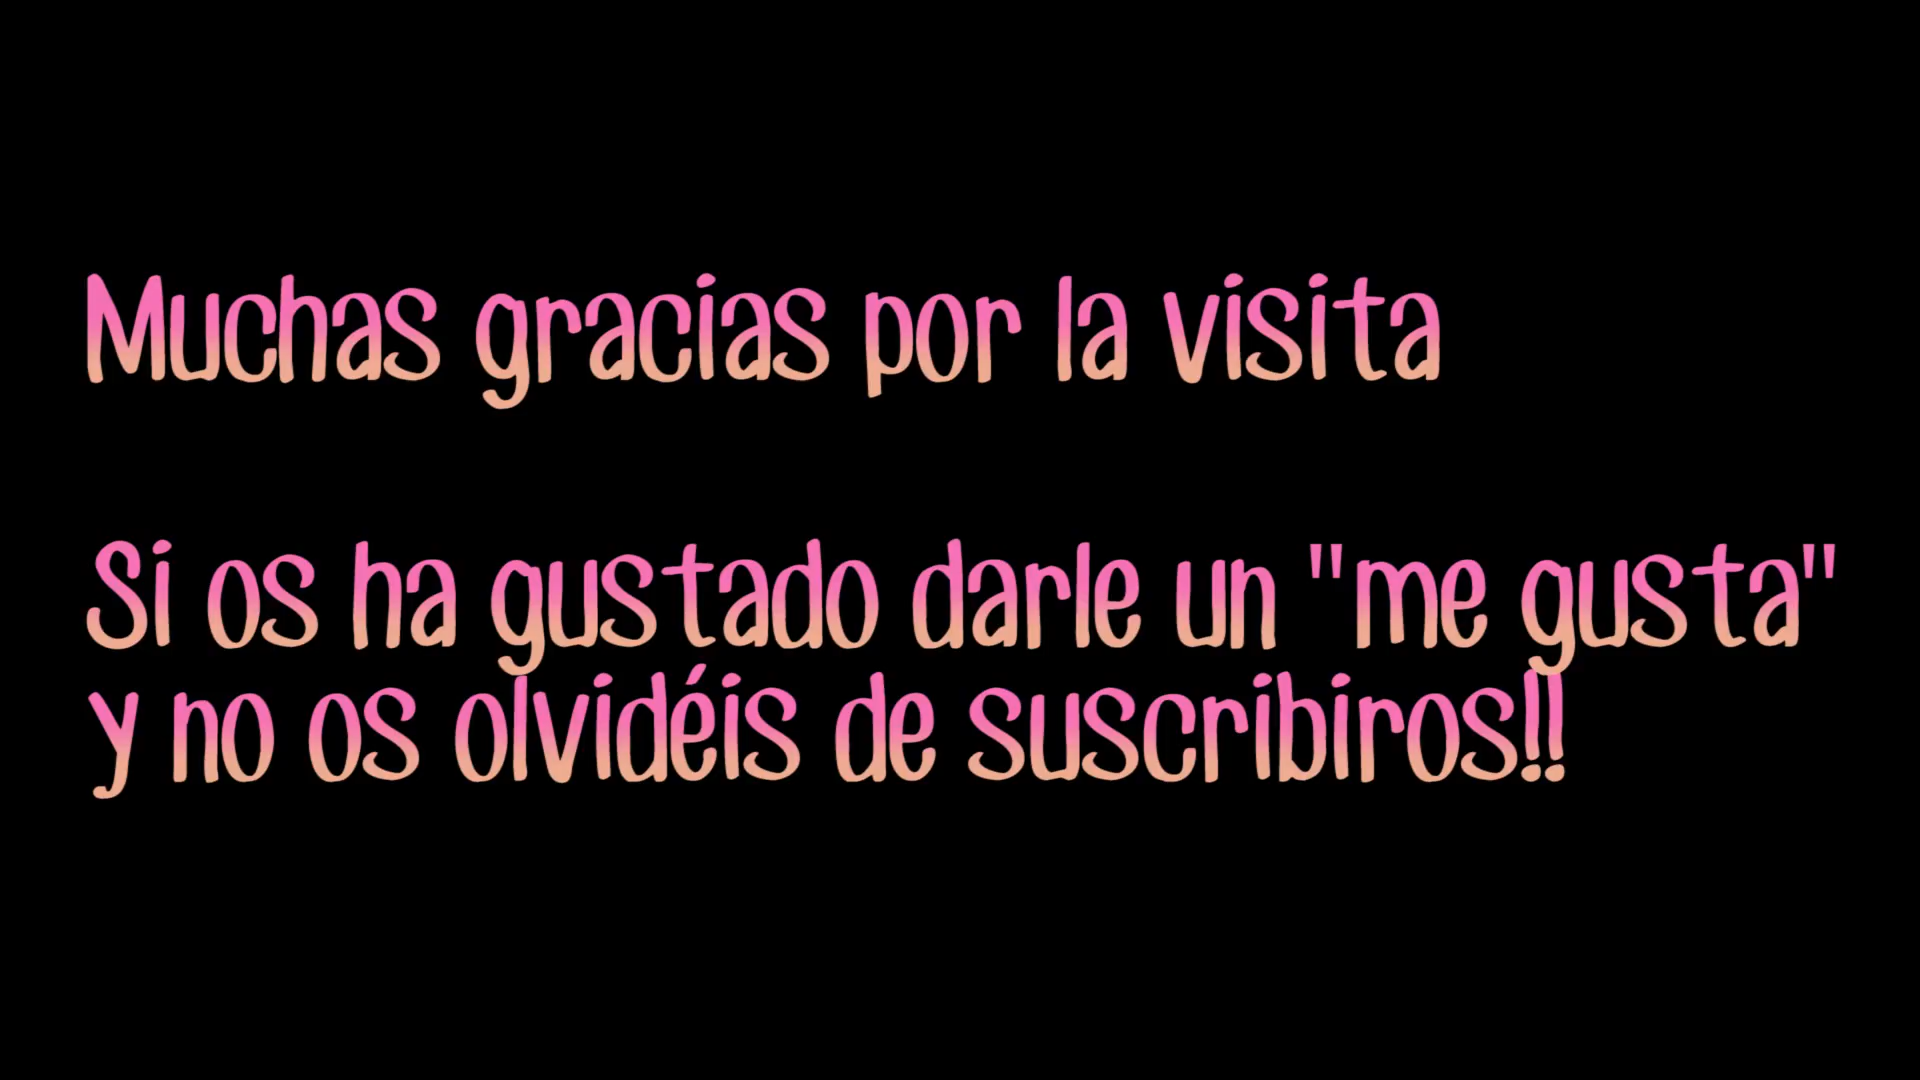 Muchas gracias por la visita
Si os ha gustado darle un "me gusta"
y no os olvidéis de suscribiros!!